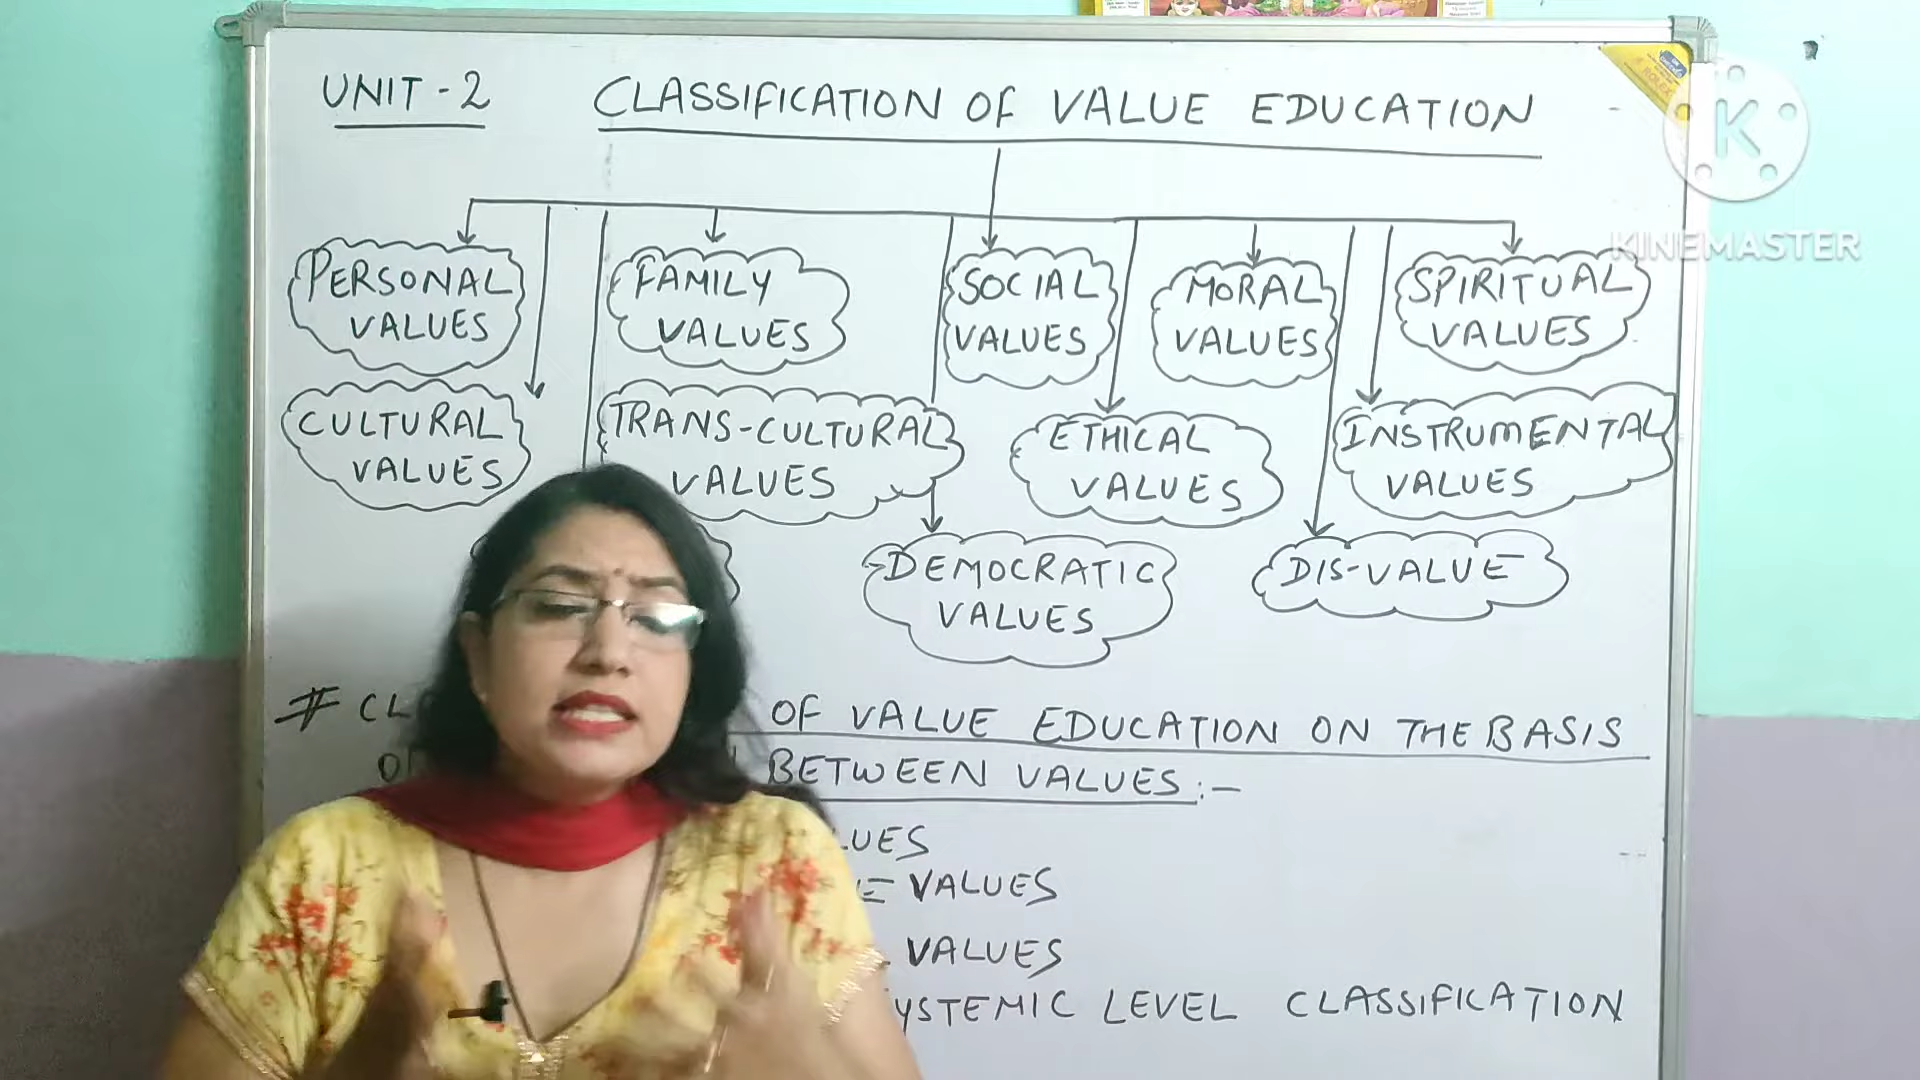 UNIT - 2 CLASSIFICATION OF VALUE EDUCATION
K
KINEMASTER
PERSONAL
VALUES
FAMILY
VALUES
SOCIAL
VALUES
MORAL
VALUES
SPIRITUAL
VALUES
CULTURAL
VALUES
TRANS-CULTURAL
VALUES
ETHICAL
VALUES
INSTRUMENTAL
VALUES
DEMOCRATIC
VALUES
DIS-VALUE
# CL OF VALUE EDUCATION ON THE BASIS
BETWEEN VALUES :-
LUES
VALUES
VALUES
YSTEMIC LEVEL CLASSIFICATION